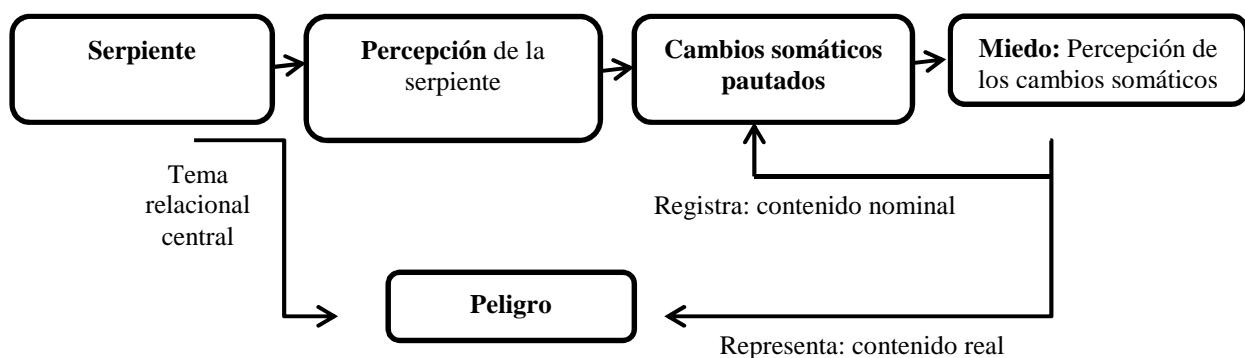 Serpiente
Percepción de la
serpiente
Cambios somáticos
pautados
Miedo: Percepción de
los cambios somáticos
Tema
relacional
central
Registra: contenido nominal
Peligro
Representa: contenido real